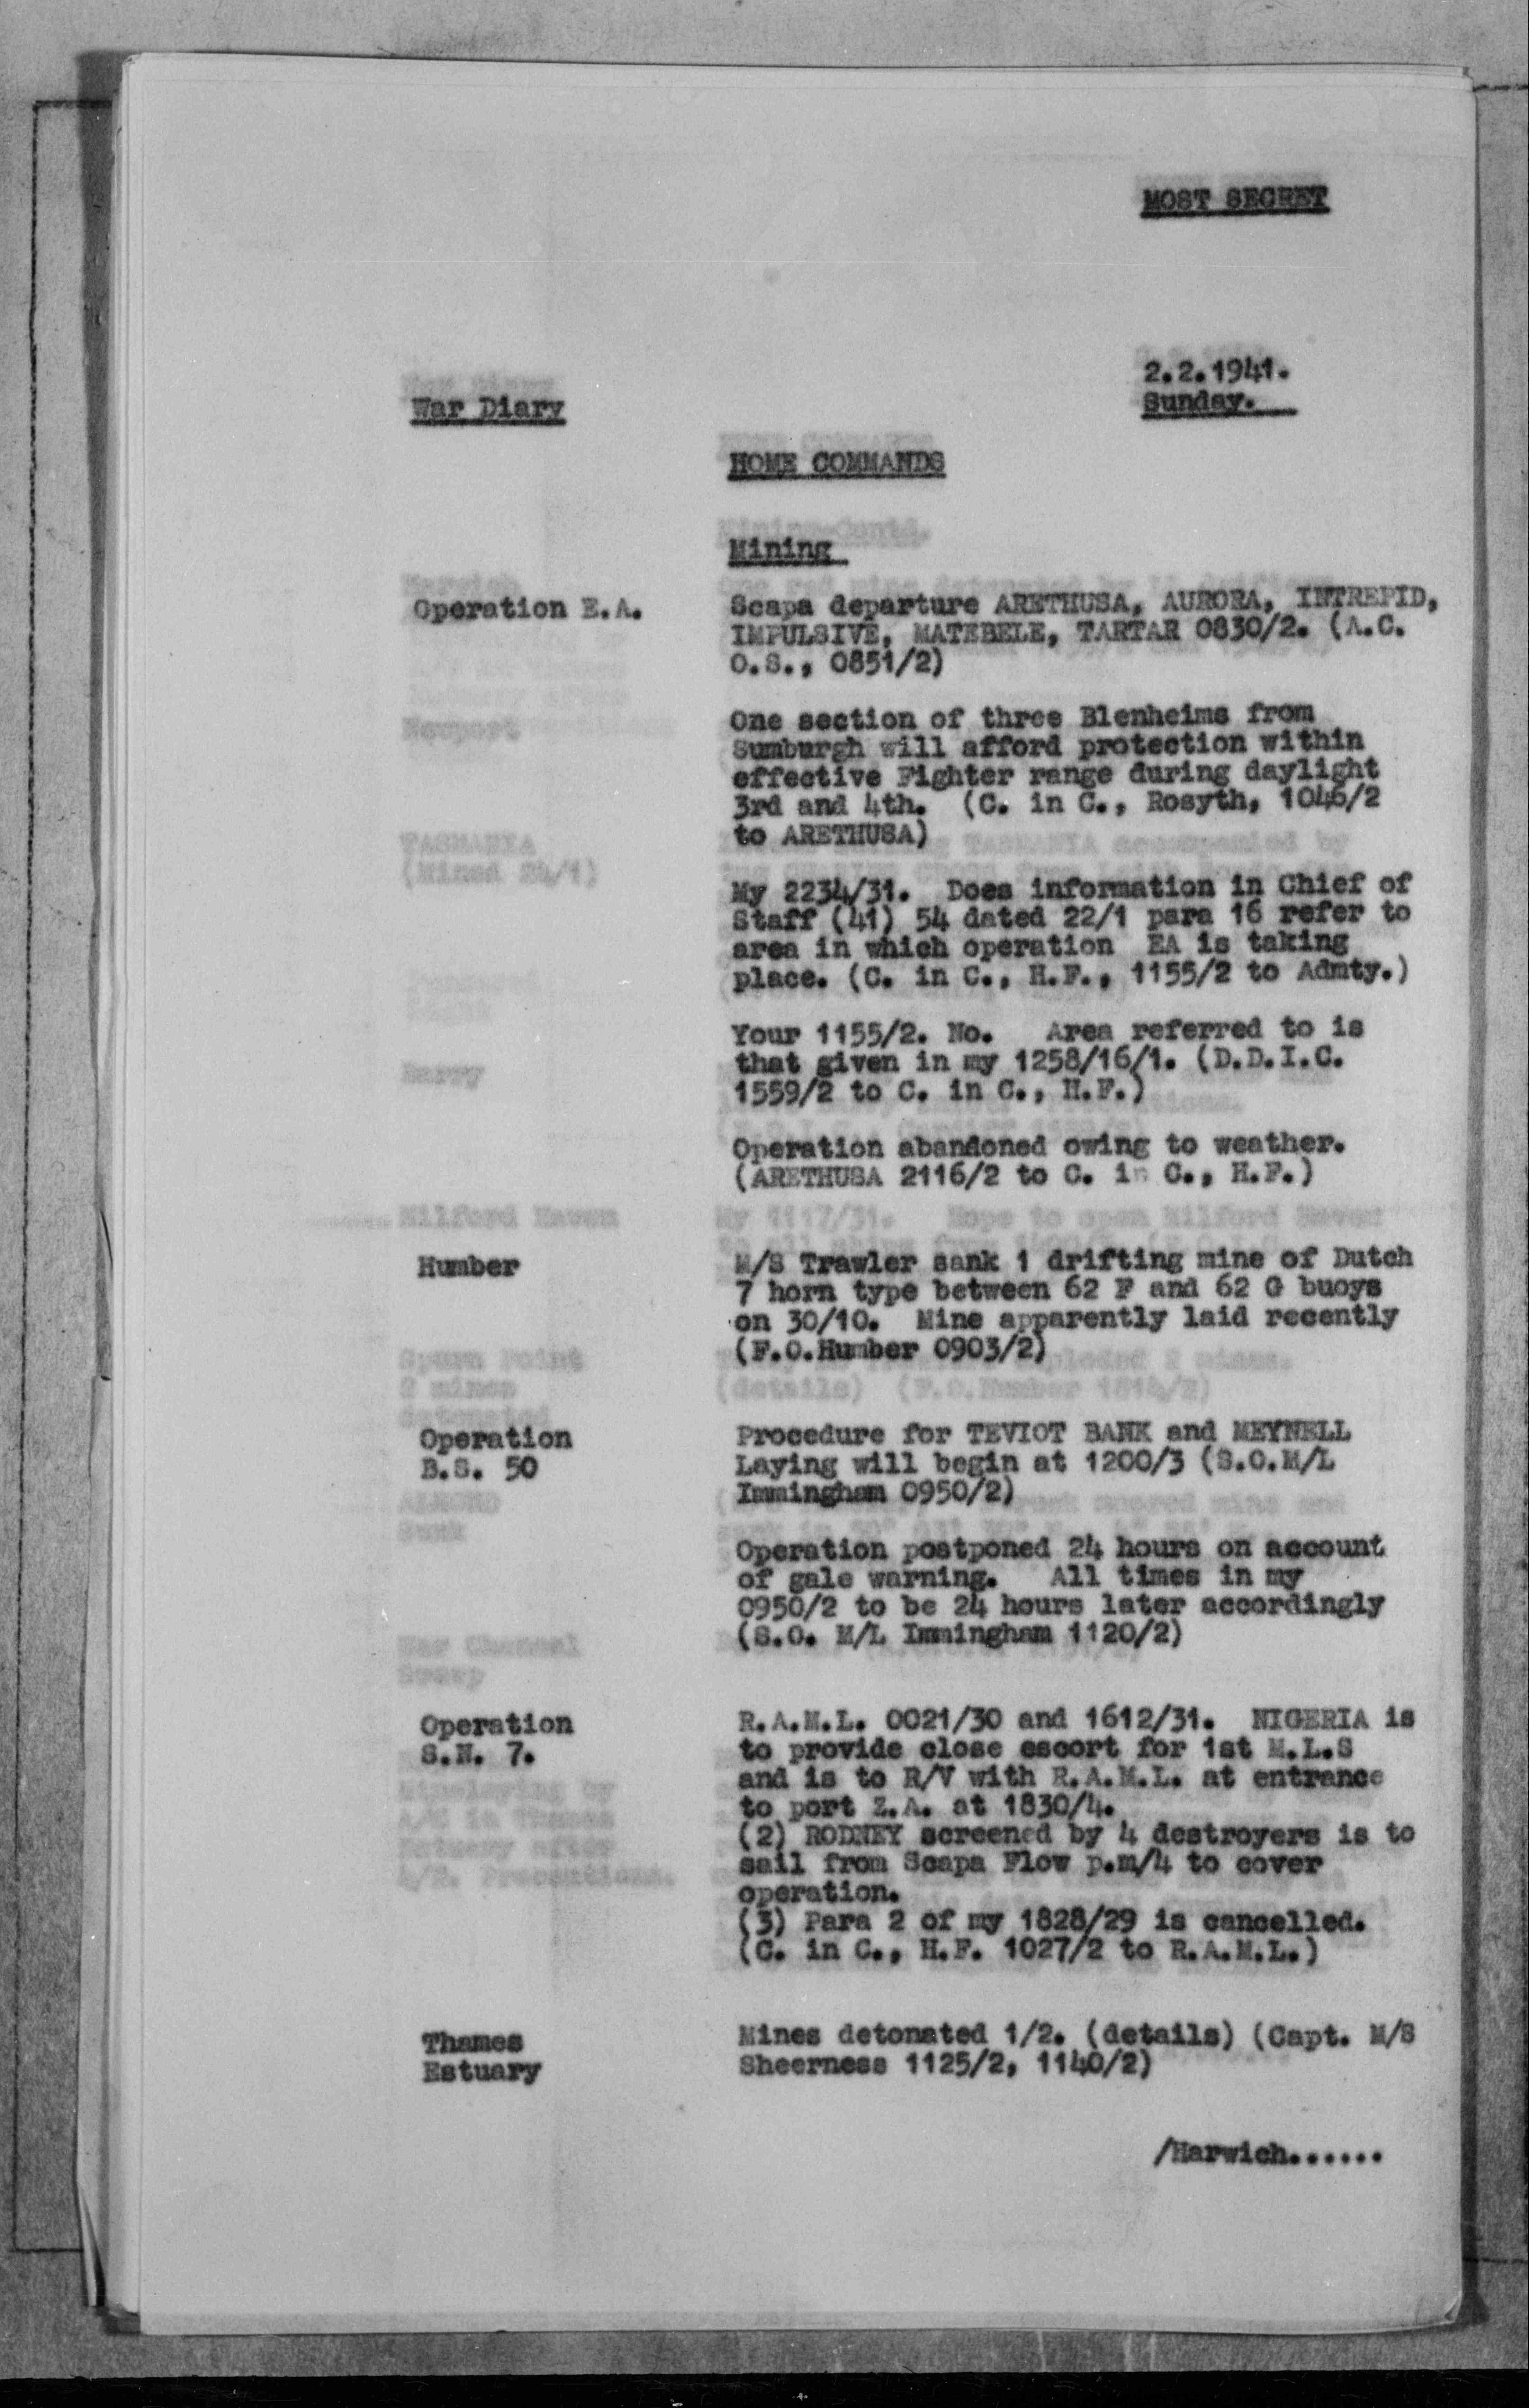 MOST SECRET
2.2.1941.
War Diary
Sunday.
HOME COMMANDS
Mining
Operation E.A.
Scapa departure ARETHUSA, AURORA, INTREPID,
IMPULSIVE, MATEBELE, TARTAR 0830/2. (A.C.
O.S., 0851/2)
One section of three Blenheims from
Sumburgh will afford protection within
effective Fighter range during daylight
3rd and 4th. (C. in C., Rosyth, 1046/2
to ARETHUSA)
My 2234/31. Does information in Chief of
Staff (41) 54 dated 22/1 para 16 refer to
area in which operation EA is taking
place. (C. in C., H.F., 1155/2 to Admty.)
Your 1155/2. No. Area referred to is
that given in my 1258/16/1. (D.D.I.C.
1559/2 to C. in C., H.F.)
Operation abandoned owing to weather.
(ARETHUSA 2116/2 to C. in C., H.F.)
Humber
M/S Trawler sank 1 drifting mine of Dutch
7 horn type between 62 F and 62 G buoys
on 30/10. Mine apparently laid recently
(F.O.Humber 0903/2)
Operation
B.S. 50
Procedure for TEVIOT BANK and MEYNELL
Laying will begin at 1200/3 (S.O.M/L
Immingham 0950/2)
Operation postponed 24 hours on account
of gale warning. All times in my
0950/2 to be 24 hours later accordingly
(S.O. M/L Immingham 1120/2)
Operation
S.N. 7.
R.A.M.L. 0021/30 and 1612/31. NIGERIA is
to provide close escort for 1st M.L.S
and is to R/V with R.A.M.L. at entrance
to port Z.A. at 1830/4.
(2) RODNEY screened by 4 destroyers is to
sail from Scapa Flow p.m/4 to cover
operation.
(3) Para 2 of my 1828/29 is cancelled.
(C. in C., H.F. 1027/2 to R.A.M.L.)
Thames
Estuary
Mines detonated 1/2. (details) (Capt. M/S
Sheerness 1125/2, 1140/2)
/Harwich......